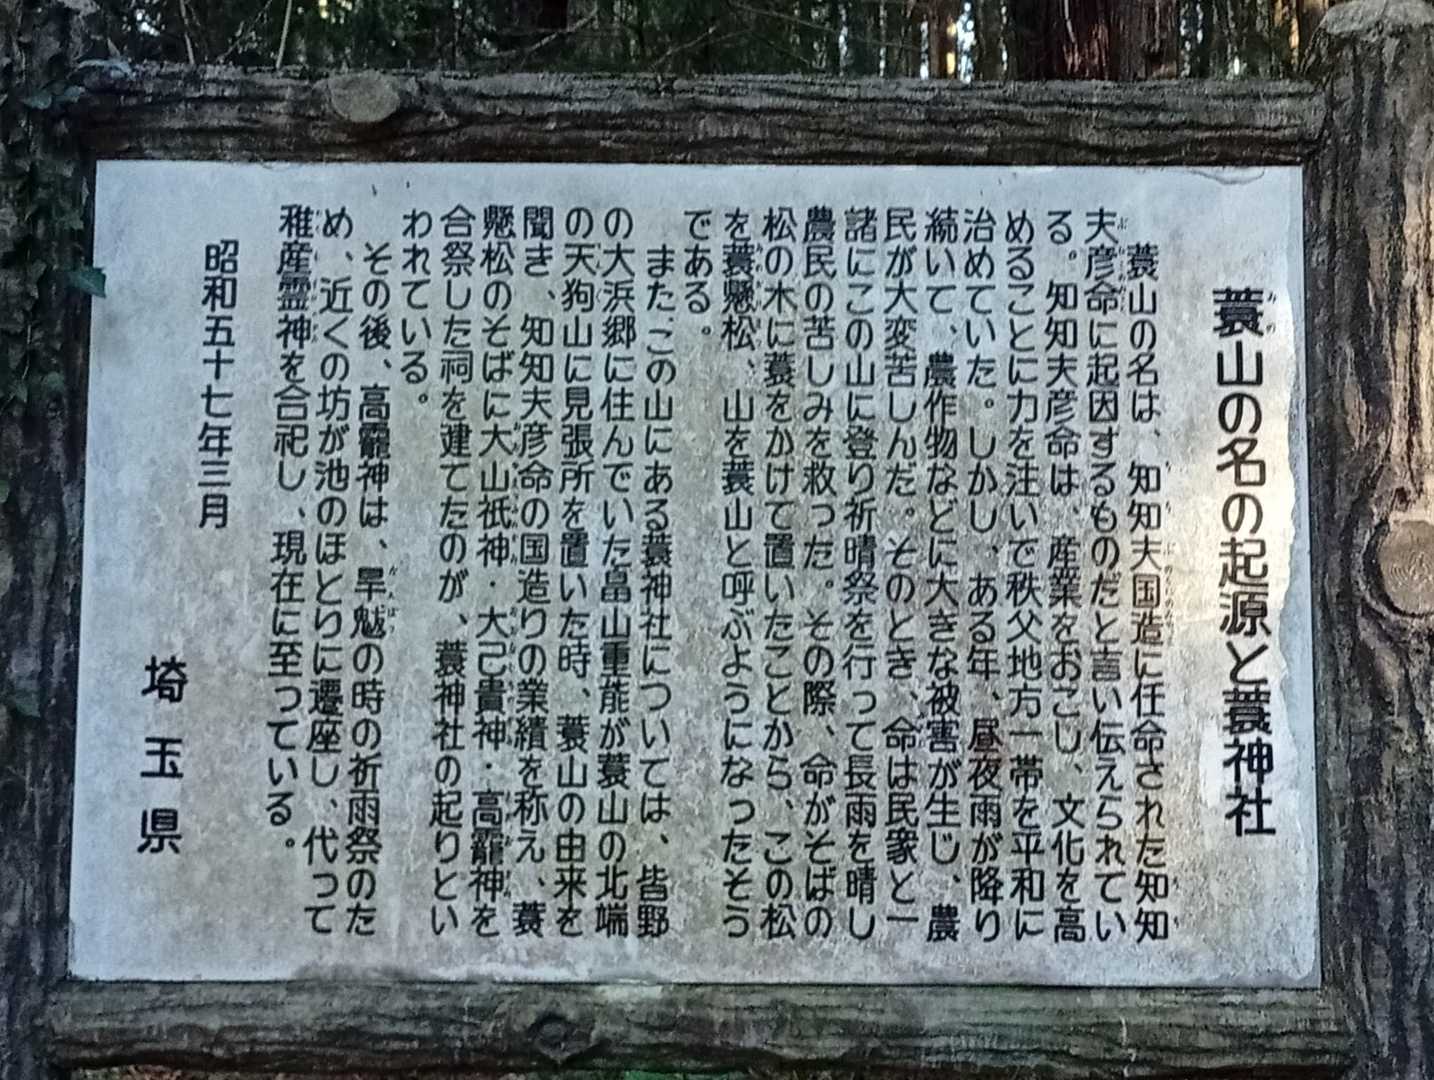 蓑山の名の起源と蓑神社
蓑山の名は、知知夫国造に任命された知知
夫彦命に起因するものだと言い伝えられてい
る。知知夫彦命は、産業をおこし、文化を高
めることに力を注いで秩父地方一帯を平和に
治めていた。しかし、ある年、昼夜雨が降り
続いて、農作物などに大きな被害が生じ、農
民が大変苦しんだ。そのとき、命は民衆と一
諸にこの山に登り祈晴祭を行って長雨を晴し
農民の苦しみを救った。その際、命がそばの
松の木に蓑をかけて置いたことから、この松
を蓑懸松、山を蓑山と呼ぶようになったそう
である。
また、この山にある蓑神社については、皆野
の大浜郷に住んでいた畠山重能が蓑山の北端
の天狗山に見張所を置いた時、蓑山の由来を
聞き、知知夫彦命の国造りの業績を称え、蓑
懸松のそばに大山祇神・大己貴神・高龗神を
合祭した祠を建てたのが、蓑神社の起りとい
われている。
その後、高龗神は、旱魃の時の祈雨祭のた
め、近くの坊が池のほとりに遷座し、代って
稚産霊神を合祀し、現在に至っている。
昭和五十七年三月
埼玉県